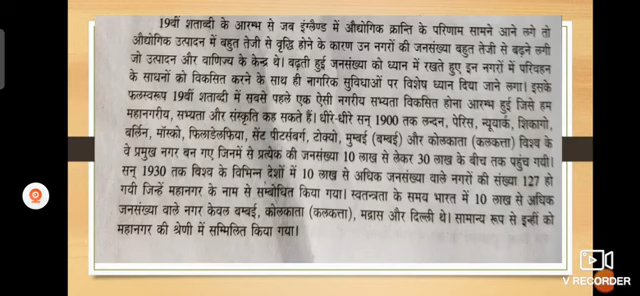 19वीं शताब्दी के आरम्भ से जब इंग्लैण्ड में औद्योगिक क्रान्ति के परिणाम सामने आने लगे तो
औद्योगिक उत्पादन में बहुत तेजी से वृद्धि होने के कारण उन नगरों की जनसंख्या बहुत तेजी से बढ़ने लगी
जो उत्पादन और वाणिज्य के केन्द्र थे। बढ़ती हुई जनसंख्या को ध्यान में रखते हुए इन नगरों में परिवहन
के साधनों को विकसित करने के साथ ही नागरिक सुविधाओं पर विशेष ध्यान दिया जाने लगा। इसके
फलस्वरूप 19वीं शताब्दी में सबसे पहले एक ऐसी नगरीय सभ्यता विकसित होना आरम्भ हुई जिसे हम
महानगरीय, सभ्यता और संस्कृति कह सकते हैं। धीरे-धीरे सन् 1900 तक लन्दन, पेरिस, न्यूयार्क, शिकागो,
बर्लिन, मॉस्को, फिलाडेलफिया, सेंट पीटर्सबर्ग, टोक्यो, मुम्बई (बम्बई) और कोलकाता (कलकत्ता) विश्व के
वे प्रमुख नगर बन गए जिनमें से प्रत्येक की जनसंख्या 10 लाख से लेकर 30 लाख के बीच तक पहुंच गयी।
सन् 1930 तक विश्व के विभिन्न देशों में 10 लाख से अधिक जनसंख्या वाले नगरों की संख्या 127 हो
गयी जिन्हें महानगर के नाम से सम्बोधित किया गया। स्वतन्त्रता के समय भारत में 10 लाख से अधिक
जनसंख्या वाले नगर केवल बम्बई, कोलकाता (कलकत्ता), मद्रास और दिल्ली थे। सामान्य रूप से इन्हीं को
महानगर की श्रेणी में सम्मिलित किया गया।
V RECORDER